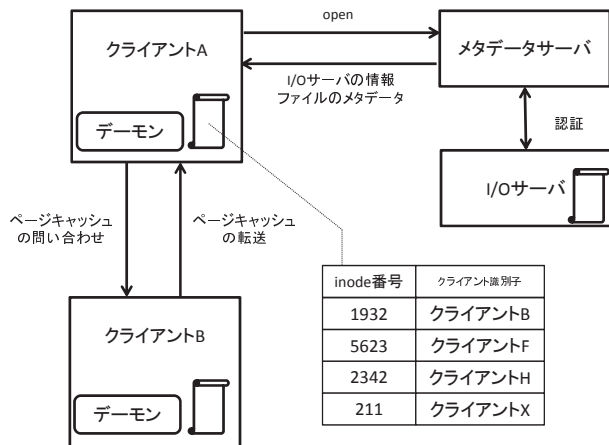 クライアントA
デーモン
open
I/Oサーバの情報
ファイルのメタデータ
メタデータサーバ
認証
I/Oサーバ
ページキャッシュ
の問い合わせ
ページキャッシュ
の転送
クライアントB
デーモン
inode番号 クライアント識別子
1932 クライアントB
5623 クライアントF
2342 クライアントH
211 クライアントX